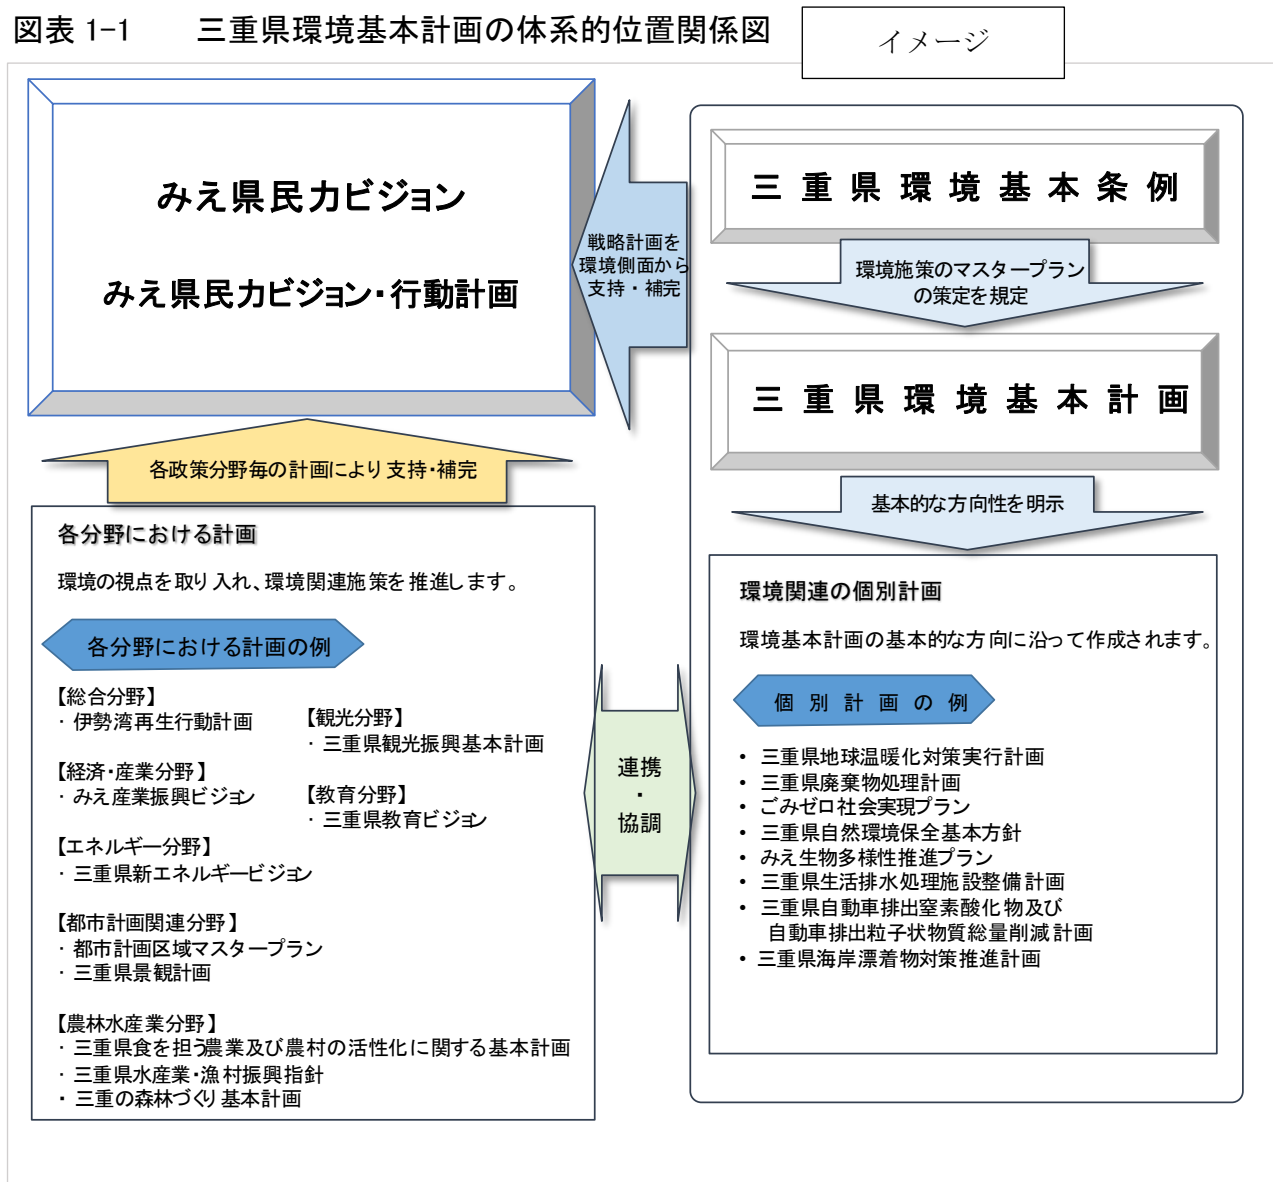 図表 1-1　三重県環境基本計画の体系的位置関係図
イメージ
みえ県民力ビジョン
みえ県民力ビジョン・行動計画
戦略計画を
環境側面から
支持・補完
三重県環境基本条例
環境施策のマスタープラン
の策定を規定
三重県環境基本計画
基本的な方向性を明示
各政策分野毎の計画により支持・補完
各分野における計画
環境の視点を取り入れ、環境関連施策を推進します。
各分野における計画の例
【総合分野】
・伊勢湾再生行動計画
【経済・産業分野】
・みえ産業振興ビジョン
【エネルギー分野】
・三重県新エネルギービジョン
【都市計画関連分野】
・都市計画区域マスタープラン
・三重県景観計画
【農林水産業分野】
・三重県食を担う農業及び農村の活性化に関する基本計画
・三重県水産業・漁村振興指針
・三重の森林づくり基本計画
【観光分野】
・三重県観光振興基本計画
【教育分野】
・三重県教育ビジョン
連携
・
協調
環境関連の個別計画
環境基本計画の基本的な方向に沿って作成されます。
個別計画の例
• 三重県地球温暖化対策実行計画
• 三重県廃棄物処理計画
• ごみゼロ社会実現プラン
• 三重県自然環境保全基本方針
• みえ生物多様性推進プラン
• 三重県生活排水処理施設整備計画
• 三重県自動車排出窒素酸化物及び
自動車排出粒子状物質総量削減計画
• 三重県海岸漂着物対策推進計画